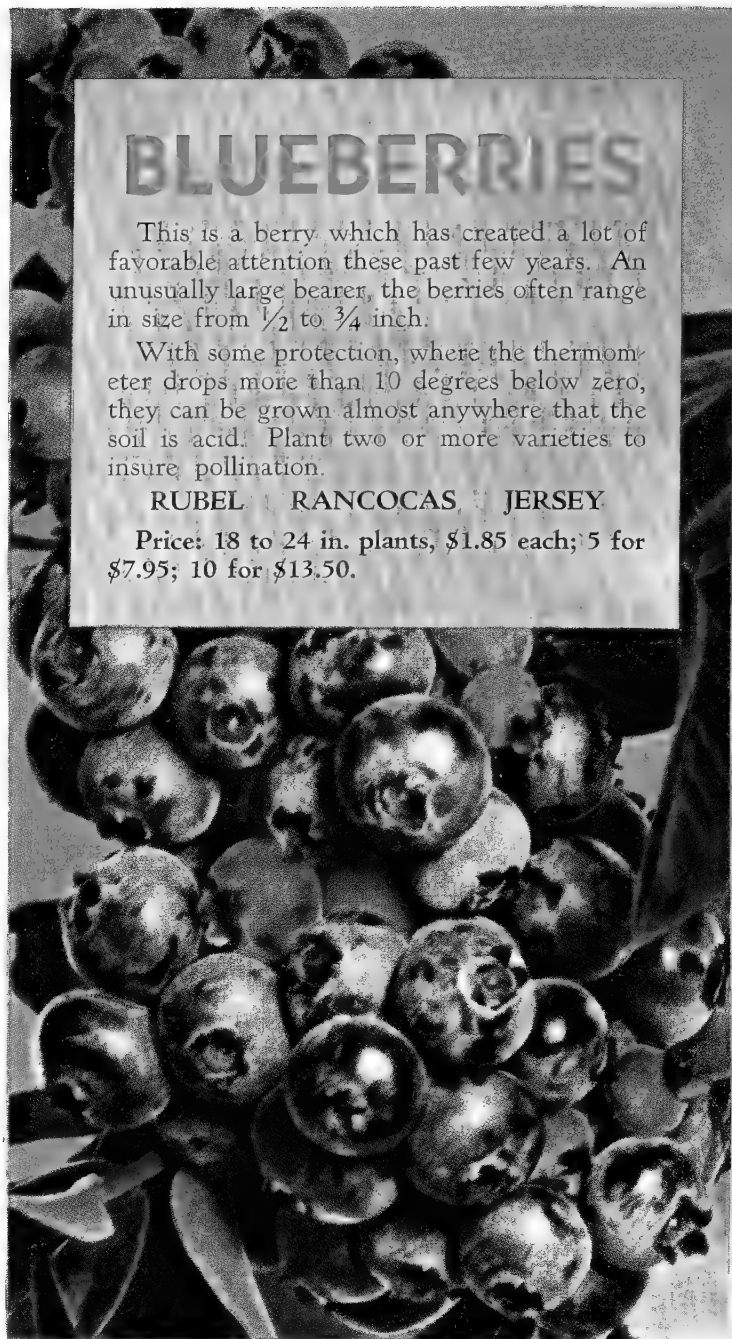 BLUEBERRIES
This is a berry which has created a lot of
favorable attention these past few years. An
unusually large bearer, the berries often range
in size from ½ to ¾ inch.
With some protection, where the thermom-
eter drops more than 10 degrees below zero,
they can be grown almost anywhere that the
soil is acid. Plant two or more varieties to
insure pollination.
RUBEL RANCOCAS JERSEY
Price: 18 to 24 in. plants, $1.85 each; 5 for
$7.95; 10 for $13.50.